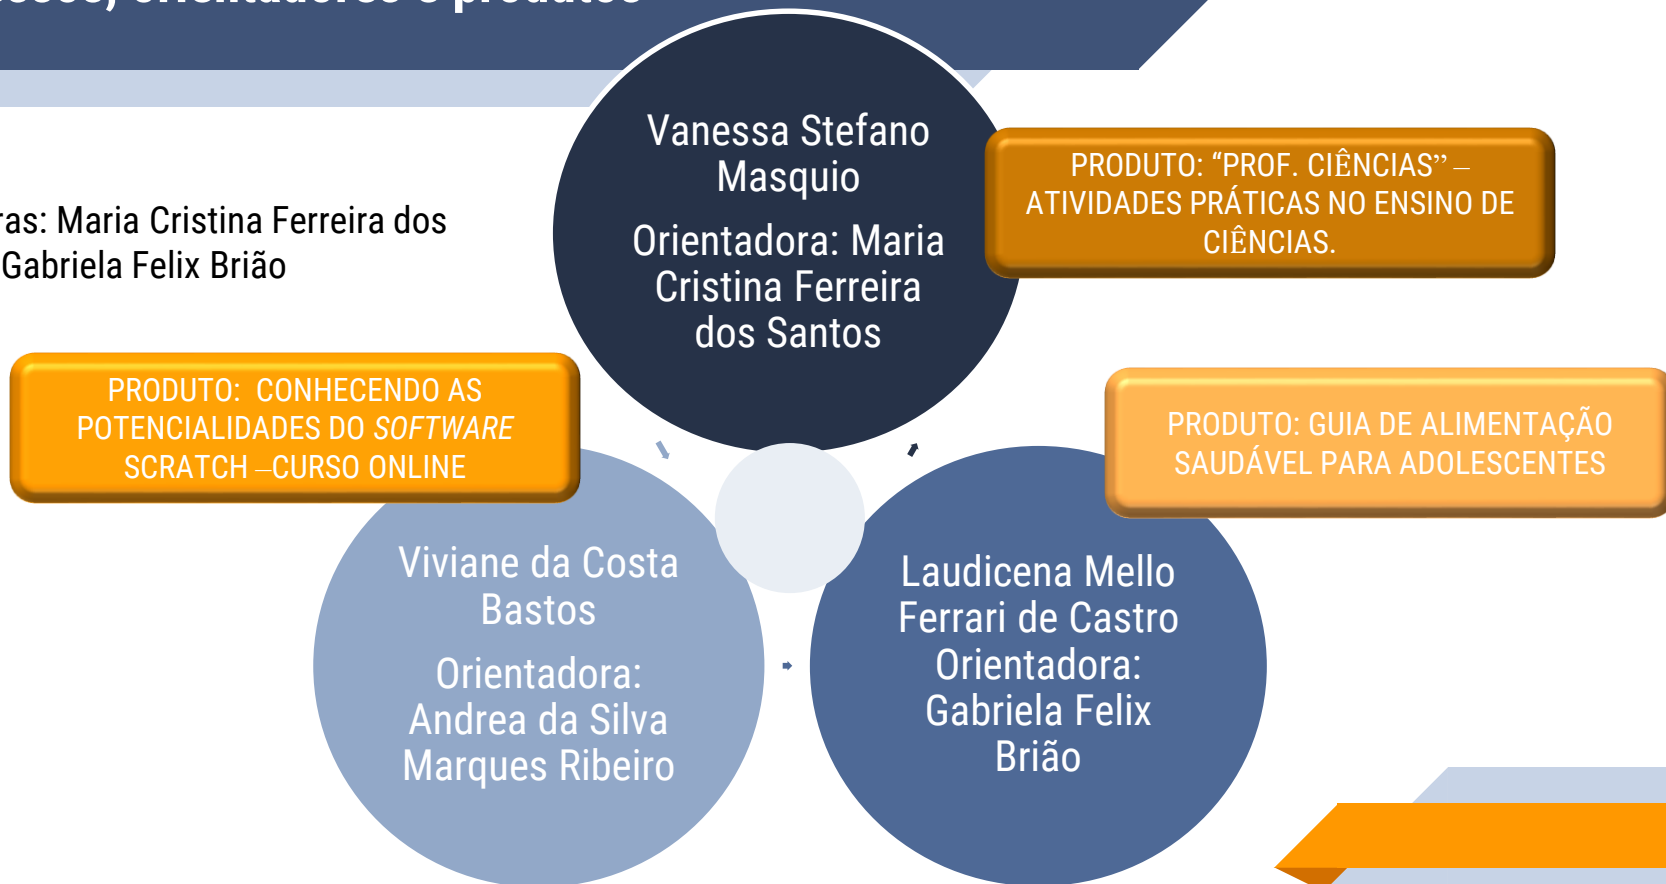 orientadores e produtos
Vanessa Stefano
Masquio
Orientadora: Maria
Cristina Ferreira
dos Santos
PRODUTO: “PROF. CIÊNCIAS” –
ATIVIDADES PRÁTICAS NO ENSINO DE
CIÊNCIAS.
Maria Cristina Ferreira dos
Gabriela Felix Brião
PRODUTO: CONHECENDO AS
POTENCIALIDADES DO SOFTWARE
SCRATCH –CURSO ONLINE
PRODUTO: GUIA DE ALIMENTAÇÃO
SAUDÁVEL PARA ADOLESCENTES
Viviane da Costa
Bastos
Orientadora:
Andrea da Silva
Marques Ribeiro
Laudicena Mello
Ferrari de Castro
Orientadora:
Gabriela Felix
Brião